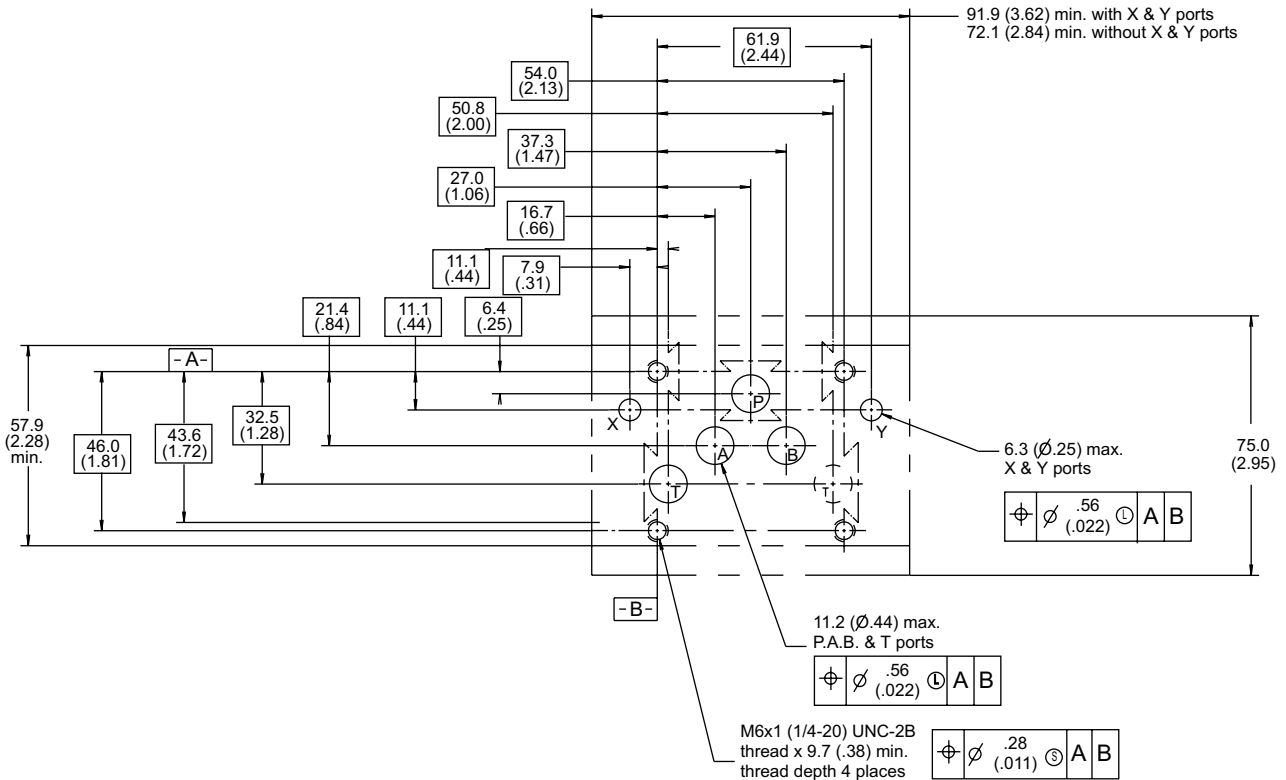 91.9 (3.62) min. with X & Y ports
72.1 (2.84) min. without X & Y ports
61.9
(2.44)
54.0
(2.13)
50.8
(2.00)
37.3
(1.47)
27.0
(1.06)
16.7
(.66)
11.1
(.44)
7.9
(.31)
21.4
(.84)
11.1
(.44)
6.4
(.25)
-A-
57.9
(2.28)
min.
46.0
(1.81)
43.6
(1.72)
32.5
(1.28)
P
X
Y
A
B
T
T
6.3 (Ø.25) max.
X & Y ports
⌖ Ø .56 (.022) Ⓛ A B
75.0
(2.95)
-B-
11.2 (Ø.44) max.
P.A.B. & T ports
⌖ Ø .56 (.022) Ⓛ A B
M6x1 (1/4-20) UNC-2B
thread x 9.7 (.38) min.
thread depth 4 places
⌖ Ø .28 (.011) Ⓢ A B